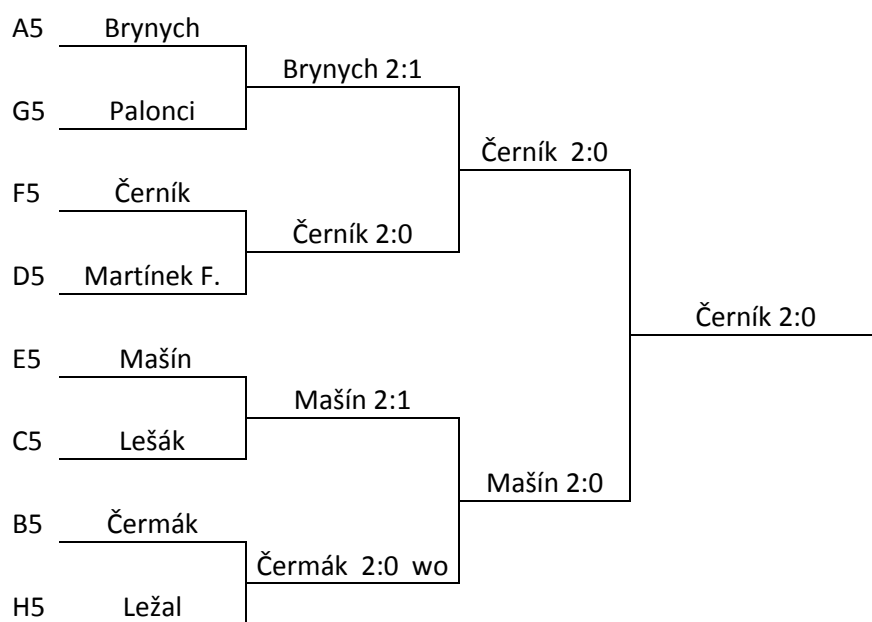 A5 Brynych
Brynych 2:1
G5 Palonci
Černík 2:0
F5 Černík
Černík 2:0
D5 Martínek F.
Černík 2:0
E5 Mašín
Mašín 2:1
C5 Lešák
Mašín 2:0
B5 Čermák
Čermák 2:0 wo
H5 Ležal